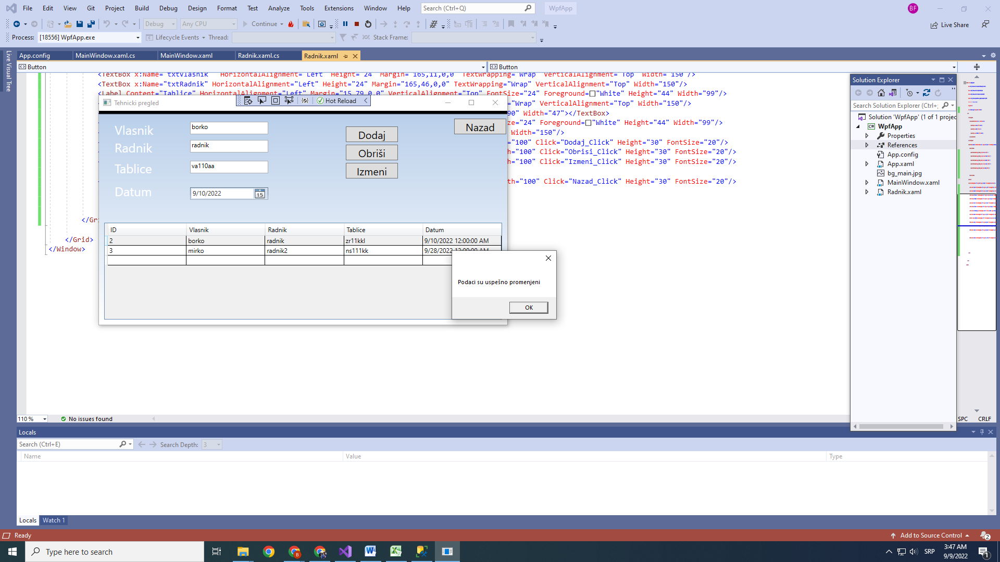 File Edit View Git Project Build Debug Design Format Test Analyze Tools Extensions Window Help Search (Ctrl+Q) WpfApp BF
Debug Any CPU Continue Live Share
Process: [18556] WpfApp.exe Lifecycle Events Thread: Stack Frame:
Live Visual Tree
App.config MainWindow.xaml.cs MainWindow.xaml Radnik.xaml.cs Radnik.xaml
Button Button
<TextBox x:Name="txtVlasnik" HorizontalAlignment="Left" Height="24" Margin="165,11,0,0" TextWrapping="Wrap" VerticalAlignment="Top" Width="150"/>
<TextBox x:Name="txtRadnik" HorizontalAlignment="Left" Height="24" Margin="165,46,0,0" TextWrapping="Wrap" VerticalAlignment="Top" Width="150"/>
<Label Content="Tablice" HorizontalAlignment="Left" Margin="15,79,0,0" VerticalAlignment="Top" FontSize="24" Foreground="White" Height="44" Width="99"/>
="Wrap" VerticalAlignment="Top" Width="150"/>
90" Width="47"></TextBox>
ze="24" Foreground="White" Height="44" Width="99"/>
Width="150"/>
="100" Click="Dodaj_Click" Height="30" FontSize="20"/>
h="100" Click="Obrisi_Click" Height="30" FontSize="20"/>
h="100" Click="Izmeni_Click" Height="30" FontSize="20"/>
th="100" Click="Nazad_Click" Height="30" FontSize="20"/>
</Gri
</Grid>
</Window>
Tehnicki pregled
Hot Reload
Vlasnik borko Dodaj Nazad
Radnik radnik Obriši
Tablice va110aa Izmeni
Datum 9/10/2022 15
ID Vlasnik Radnik Tablice Datum
2 borko radnik zr11kkl 9/10/2022 12:00:00 AM
3 mirko radnik2 ns111kk 9/28/2022 12:00:00 AM
Podaci su uspešno promenjeni
OK
Solution Explorer
Search Solution Explorer (Ctrl+;
Solution 'WpfApp' (1 of 1 projec
C# WpfApp
Properties
References
App.config
App.xaml
bg_main.jpg
MainWindow.xaml
Radnik.xaml
110 % No issues found SPC CRLF
Locals
Search (Ctrl+E) Search Depth: 3
Name Value Type
Locals Watch 1
Ready Add to Source Control 2
Type here to search SRP 3:47 AM
9/9/2022 1